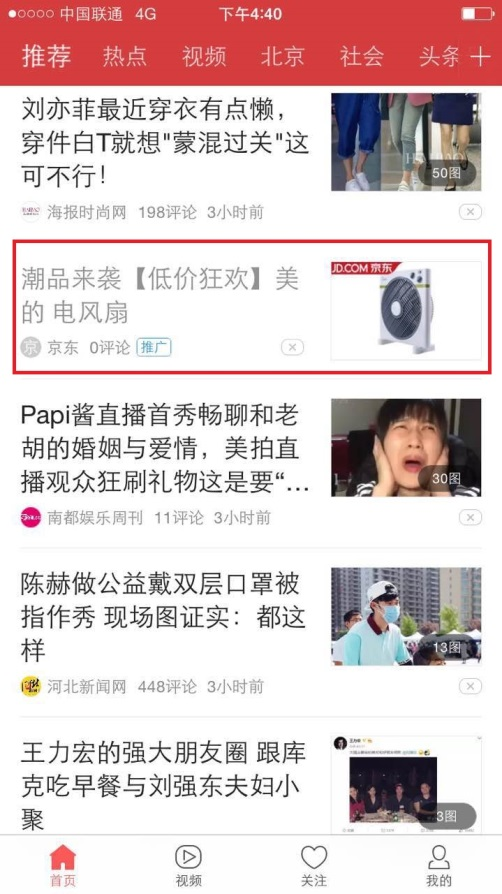 中国联通 4G 下午4:40
推荐 热点 视频 北京 社会 头条
刘亦菲最近穿衣有点懒，
穿件白T就想"蒙混过关"这
可不行！
50图
海报时尚网 198评论 3小时前
潮品来袭【低价狂欢】美
的 电风扇
JD.COM 京东
京 京东 0评论 推广
Papi酱直播首秀畅聊和老
胡的婚姻与爱情，美拍直
播观众狂刷礼物这是要“…
30图
南都娱乐周刊 11评论 3小时前
陈赫做公益戴双层口罩被
指作秀 现场图证实：都这
样
13图
河北新闻网 448评论 3小时前
王力宏的强大朋友圈 跟库
克吃早餐与刘强东夫妇小
聚
3图
首页 视频 关注 我的